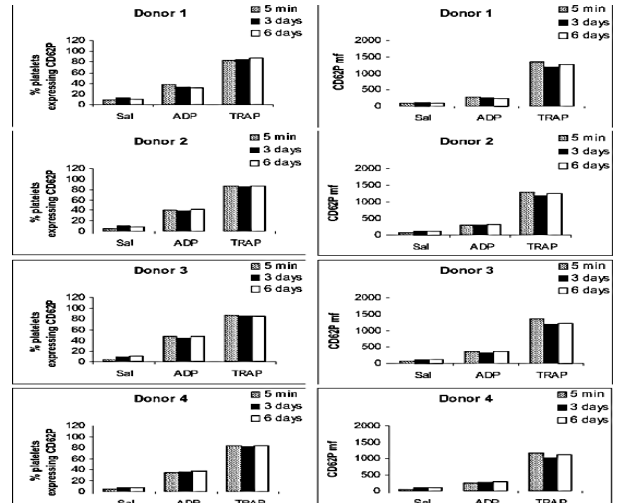 Donor 1
5 min
3 days
6 days
% platelets
expressing CD62P
120
100
80
60
40
20
0
Sal ADP TRAP
Donor 1
5 min
3 days
6 days
CD62P mf
2000
1500
1000
500
0
Sal ADP TRAP
Donor 2
5 min
3 days
6 days
% platelets
expressing CD62P
120
100
80
60
40
20
0
Sal ADP TRAP
Donor 2
5 min
3 days
6 days
CD62P mf
2000
1500
1000
500
0
Sal ADP TRAP
Donor 3
5 min
3 days
6 days
% platelets
expressing CD62P
120
100
80
60
40
20
0
Sal ADP TRAP
Donor 3
5 min
3 days
6 days
CD62P mf
2000
1500
1000
500
0
Sal ADP TRAP
Donor 4
5 min
3 days
6 days
% platelets
expressing CD62P
120
100
80
60
40
20
0
Sal ADP TRAP
Donor 4
5 min
3 days
6 days
CD62P mf
2000
1500
1000
500
0
Sal ADP TRAP